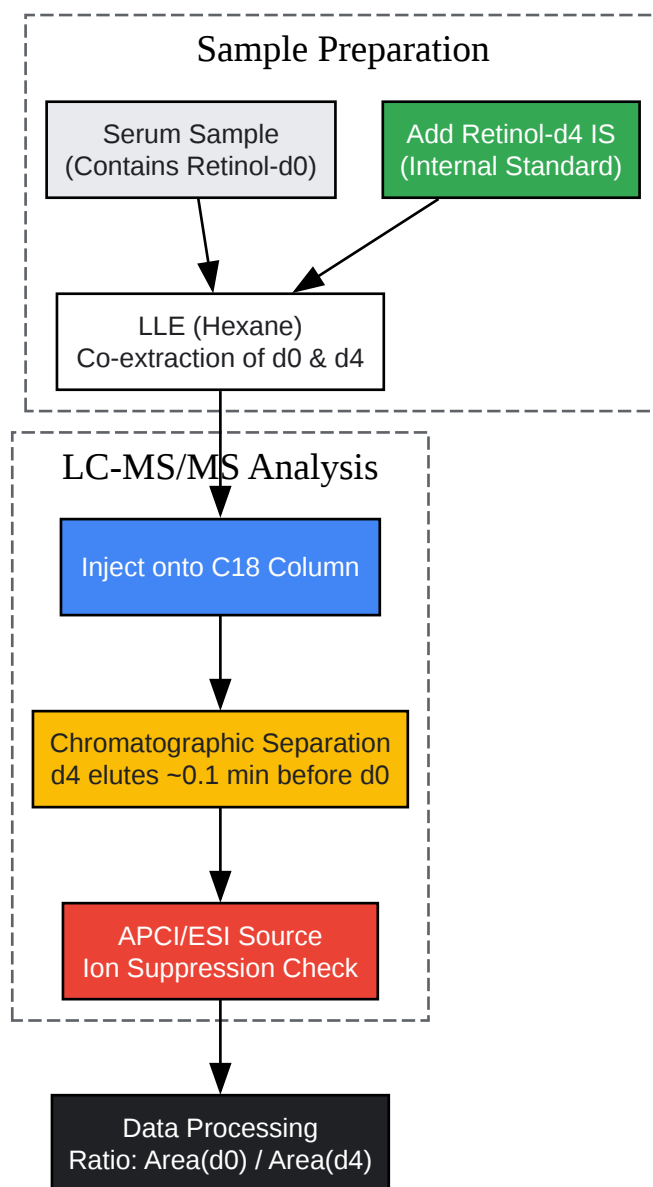 Sample Preparation
Serum Sample
(Contains Retinol-d0)
Add Retinol-d4 IS
(Internal Standard)
LLE (Hexane)
Co-extraction of d0 & d4
LC-MS/MS Analysis
Inject onto C18 Column
Chromatographic Separation
d4 elutes ~0.1 min before d0
APCI/ESI Source
Ion Suppression Check
Data Processing
Ratio: Area(d0) / Area(d4)